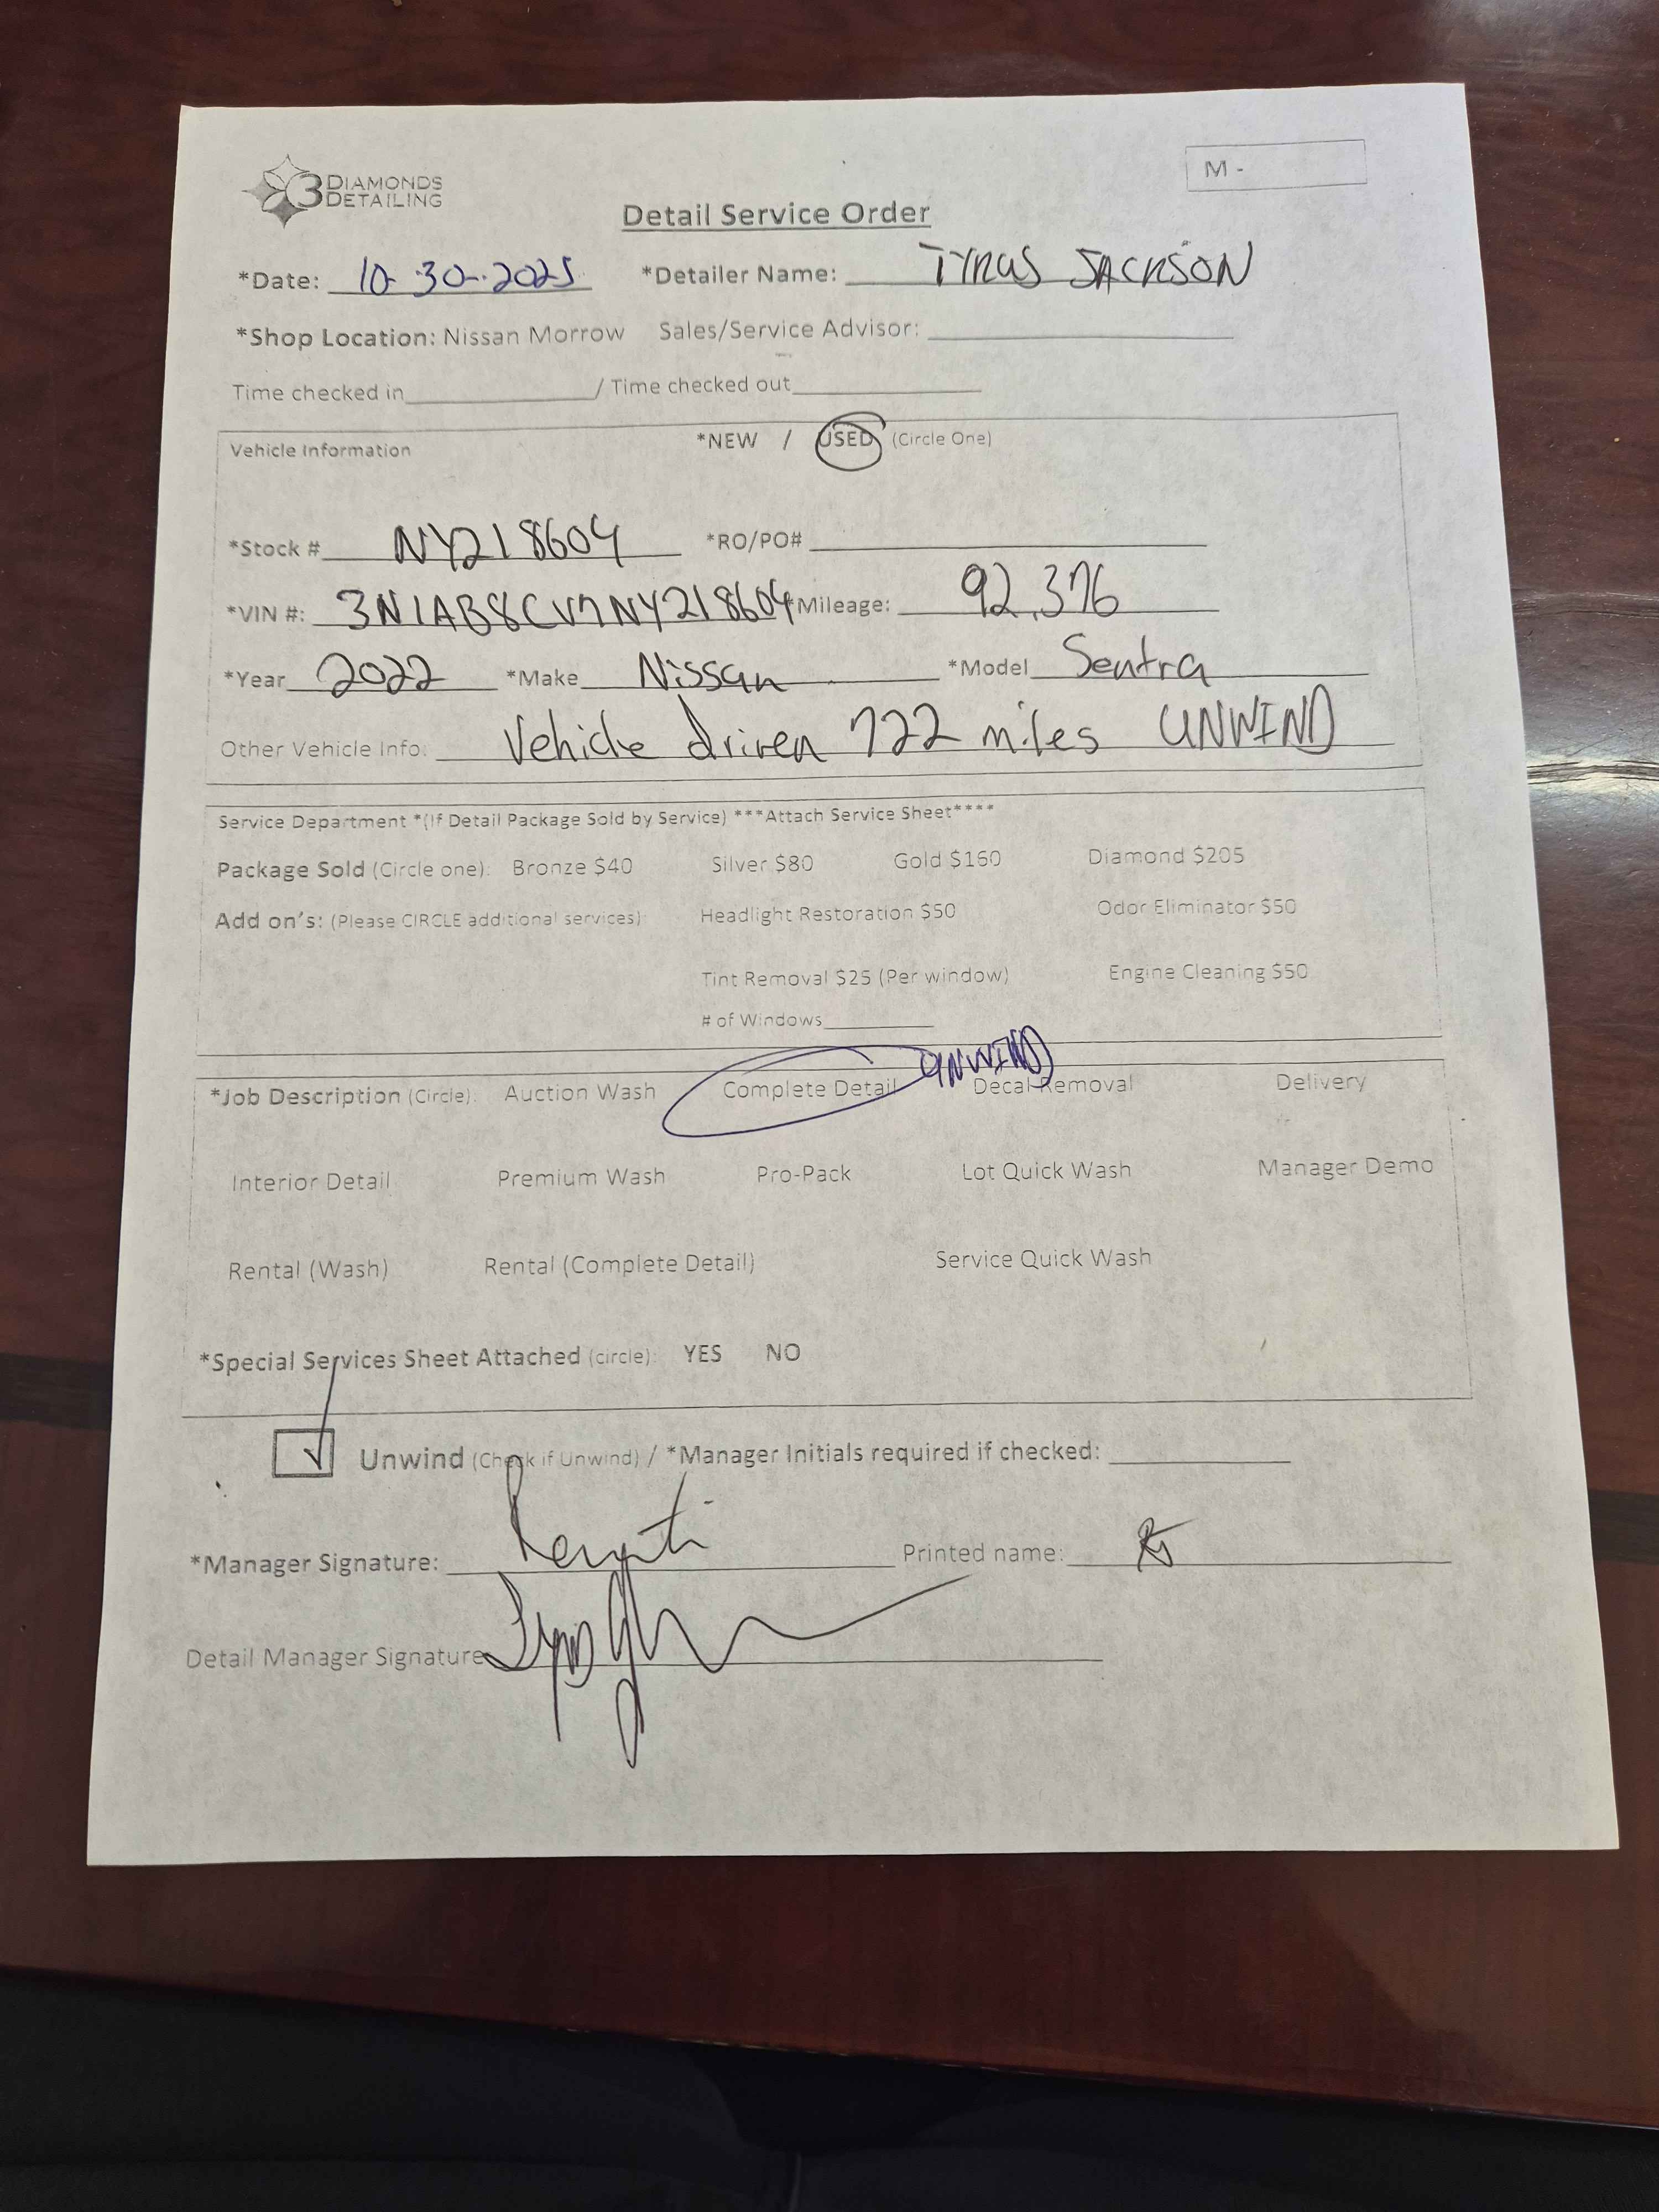 3 DIAMONDS DETAILING
M -
Detail Service Order
*Date: 10-30-2025 *Detailer Name: TYRUS JACKSON
*Shop Location: Nissan Morrow Sales/Service Advisor:
Time checked in / Time checked out
Vehicle Information *NEW / USED (Circle One)
*Stock # NY218604 *RO/PO#
*VIN #: 3N1AB8CV7NY218604 *Mileage: 92,376
*Year 2022 *Make Nissan *Model Sentra
Other Vehicle Info: Vehicle driven 722 miles UNWIND
Service Department *(If Detail Package Sold by Service) ***Attach Service Sheet****
Package Sold (Circle one): Bronze $40 Silver $80 Gold $160 Diamond $205
Add on's: (Please CIRCLE additional services) Headlight Restoration $50 Odor Eliminator $50
Tint Removal $25 (Per window) Engine Cleaning $50
# of Windows
UNWIND
*Job Description (Circle): Auction Wash Complete Detail Decal Removal Delivery
Interior Detail Premium Wash Pro-Pack Lot Quick Wash Manager Demo
Rental (Wash) Rental (Complete Detail) Service Quick Wash
*Special Services Sheet Attached (circle): YES NO
Unwind (Check if Unwind) / *Manager Initials required if checked:
*Manager Signature: Printed name:
Detail Manager Signature